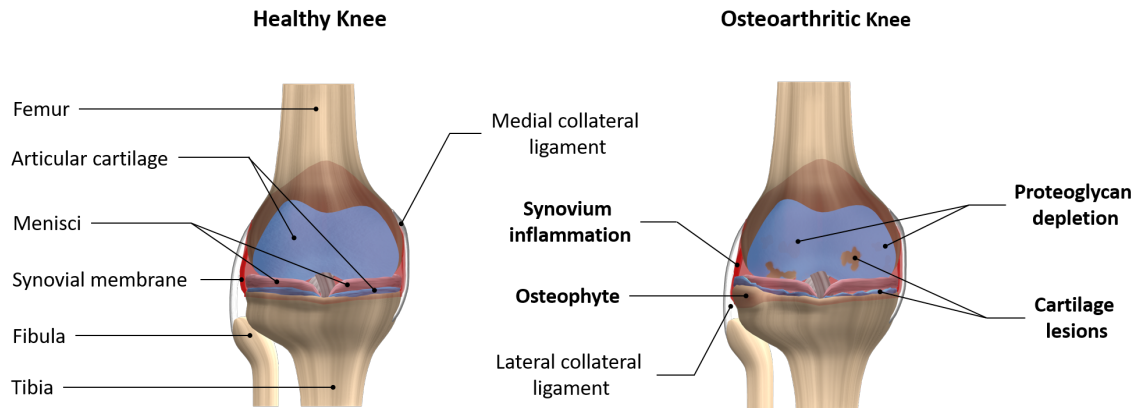 Healthy Knee
Femur
Articular cartilage
Menisci
Synovial membrane
Fibula
Tibia
Medial collateral
ligament
Osteoarthritic Knee
Synovium
inflammation
Osteophyte
Lateral collateral
ligament
Proteoglycan
depletion
Cartilage
lesions